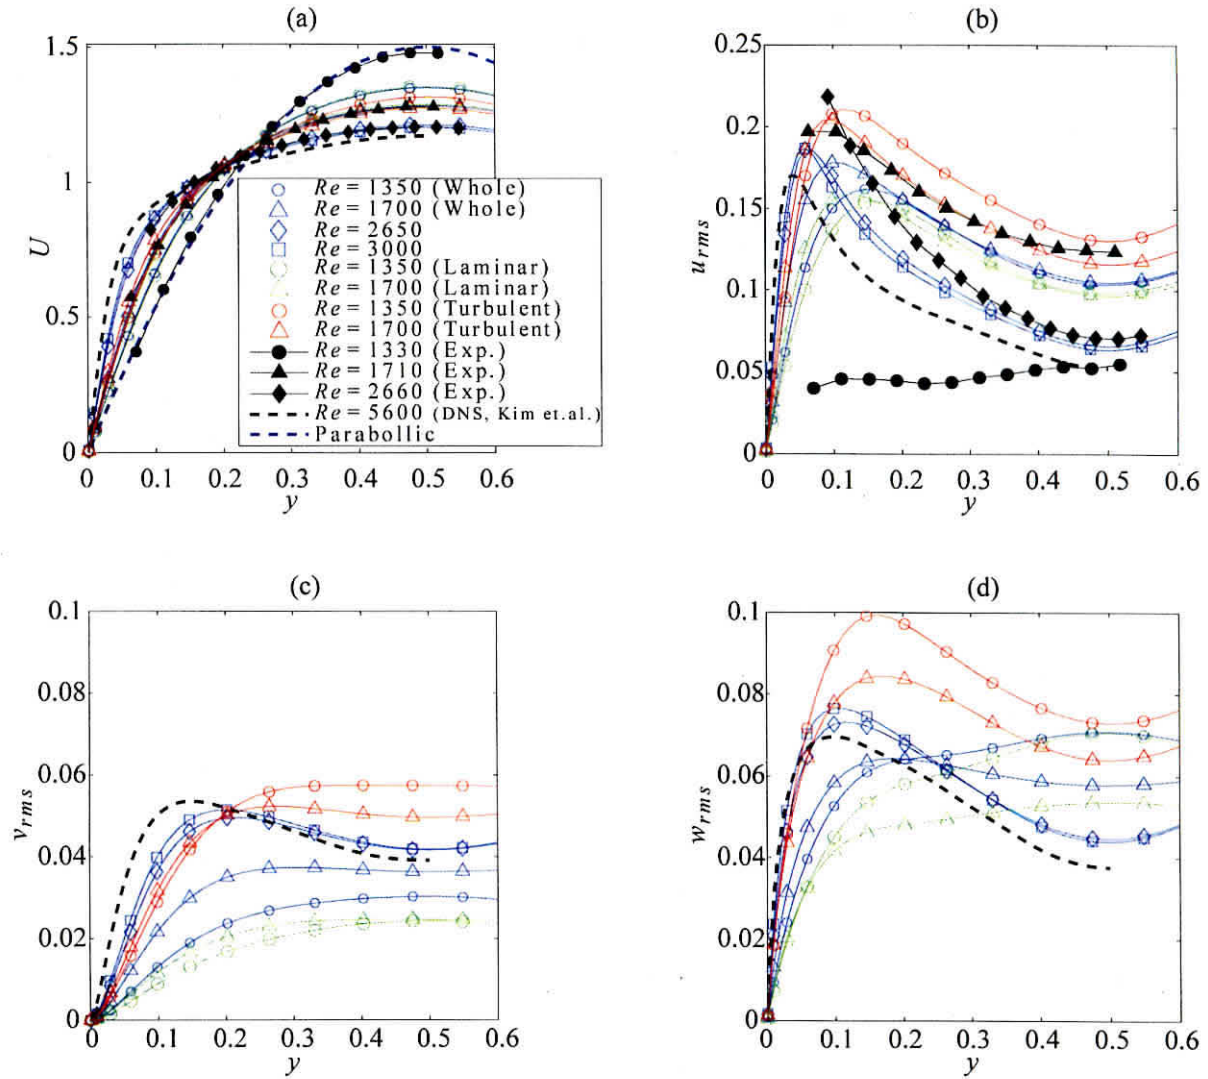 (a)
1.5
1
0.5
0
U
0 0.1 0.2 0.3 0.4 0.5 0.6
y
Re = 1350 (Whole)
Re = 1700 (Whole)
Re = 2650
Re = 3000
Re = 1350 (Laminar)
Re = 1700 (Laminar)
Re = 1350 (Turbulent)
Re = 1700 (Turbulent)
Re = 1330 (Exp.)
Re = 1710 (Exp.)
Re = 2660 (Exp.)
Re = 5600 (DNS, Kim et.al.)
Parabollic
(b)
0.25
0.2
0.15
0.1
0.05
0
urms
0 0.1 0.2 0.3 0.4 0.5 0.6
y
(c)
0.1
0.08
0.06
0.04
0.02
0
vrms
0 0.1 0.2 0.3 0.4 0.5 0.6
y
(d)
0.1
0.08
0.06
0.04
0.02
0
wrms
0 0.1 0.2 0.3 0.4 0.5 0.6
y